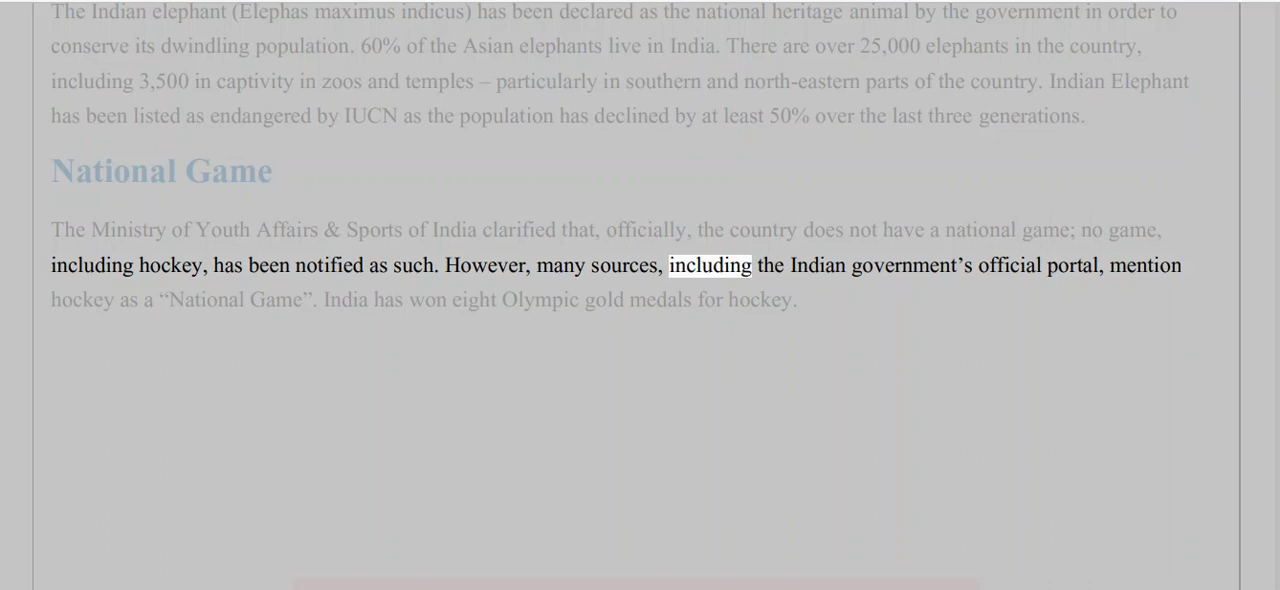 The Indian elephant (Elephas maximus indicus) has been declared as the national heritage animal by the government in order to
conserve its dwindling population. 60% of the Asian elephants live in India. There are over 25,000 elephants in the country,
including 3,500 in captivity in zoos and temples – particularly in southern and north-eastern parts of the country. Indian Elephant
has been listed as endangered by IUCN as the population has declined by at least 50% over the last three generations.
National Game
The Ministry of Youth Affairs & Sports of India clarified that, officially, the country does not have a national game; no game,
including hockey, has been notified as such. However, many sources, including the Indian government’s official portal, mention
hockey as a “National Game”. India has won eight Olympic gold medals for hockey.